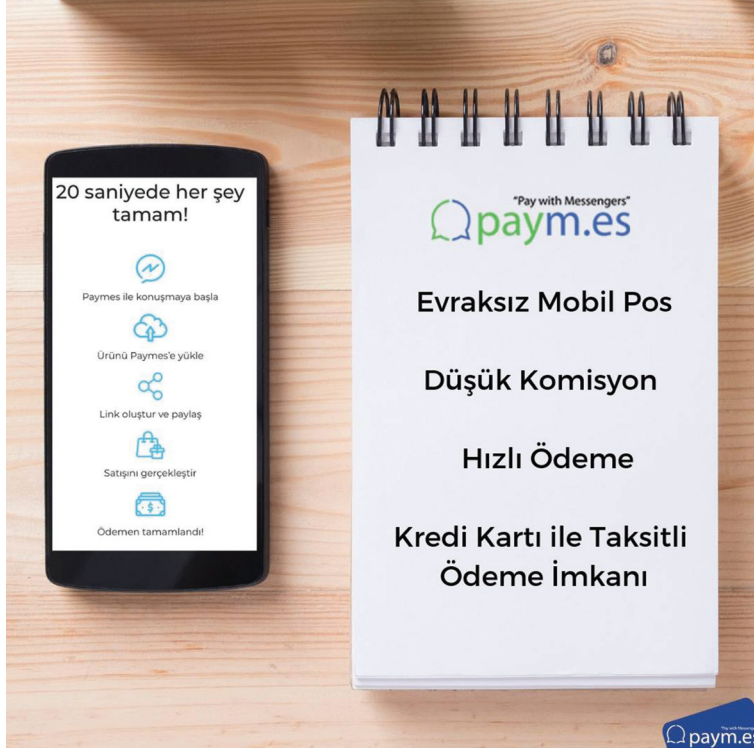 20 saniyede her şey
tamam!
Paymes ile konuşmaya başla
Ürünü Paymes'e yükle
Link oluştur ve paylaş
Satışını gerçekleştir
Ödemen tamamlandı!
"Pay with Messengers"
paym.es
Evraksız Mobil Pos
Düşük Komisyon
Hızlı Ödeme
Kredi Kartı ile Taksitli
Ödeme İmkanı
paym.es